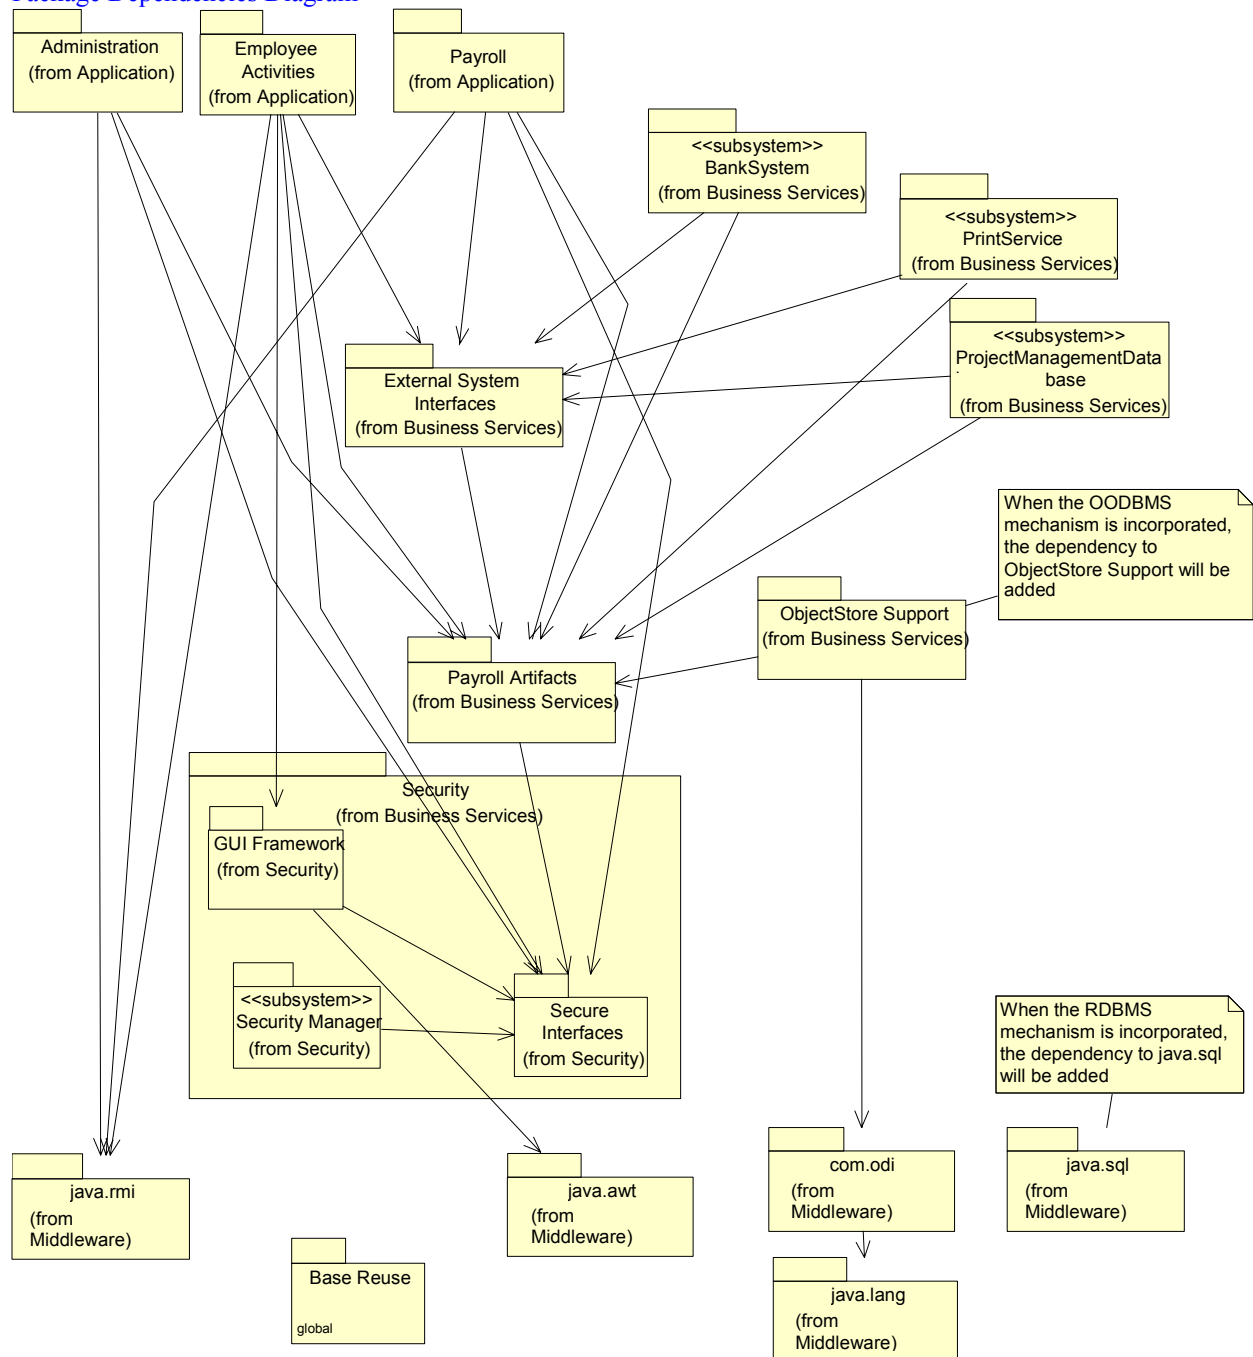 Package Dependencies Diagram
Administration
(from Application)
Employee
Activities
(from Application)
Payroll
(from Application)
<<subsystem>>
BankSystem
(from Business Services)
<<subsystem>>
PrintService
(from Business Services)
<<subsystem>>
ProjectManagementData
base
(from Business Services)
External System
Interfaces
(from Business Services)
When the OODBMS
mechanism is incorporated,
the dependency to
ObjectStore Support will be
added
ObjectStore Support
(from Business Services)
Payroll Artifacts
(from Business Services)
Security
(from Business Services)
GUI Framework
(from Security)
<<subsystem>>
Security Manager
(from Security)
Secure
Interfaces
(from Security)
When the RDBMS
mechanism is incorporated,
the dependency to java.sql
will be added
java.rmi
(from
Middleware)
java.awt
(from
Middleware)
com.odi
(from
Middleware)
java.sql
(from
Middleware)
Base Reuse
global
java.lang
(from
Middleware)